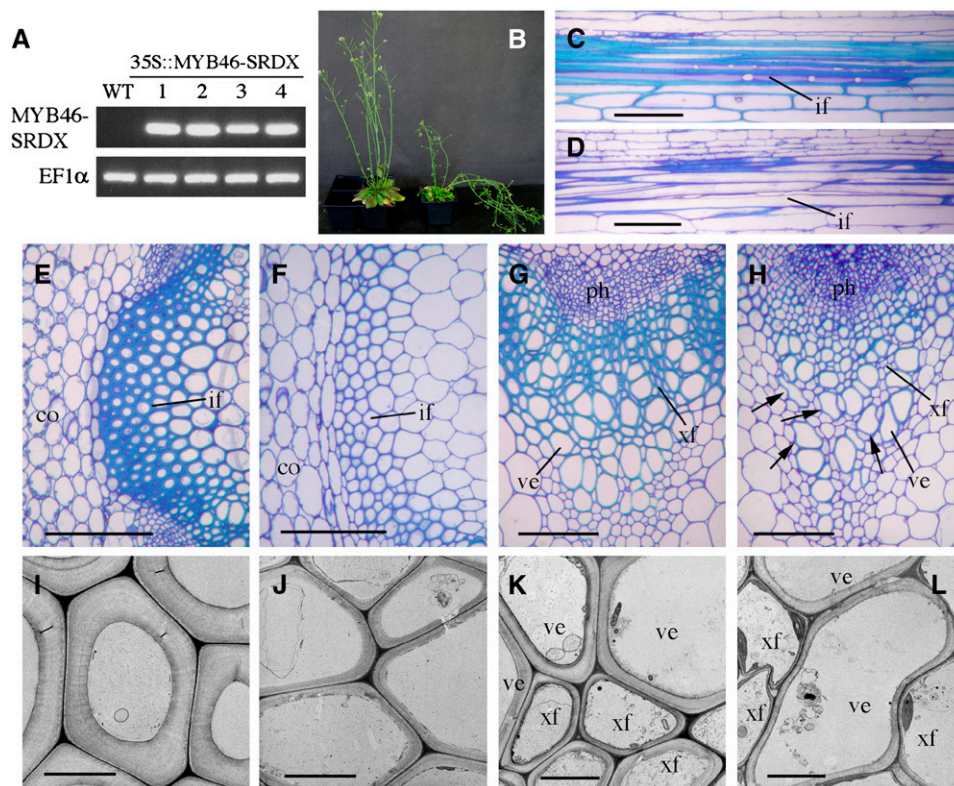 A
35S::MYB46-SRDX
WT 1 2 3 4
MYB46-
SRDX
EF1α
B
C
if
D
if
E
co
if
F
co
if
G
ph
xf
ve
H
ph
xf
ve
I
J
K
ve
ve
ve
xf
xf
xf
L
ve
xf
ve
xf
xf